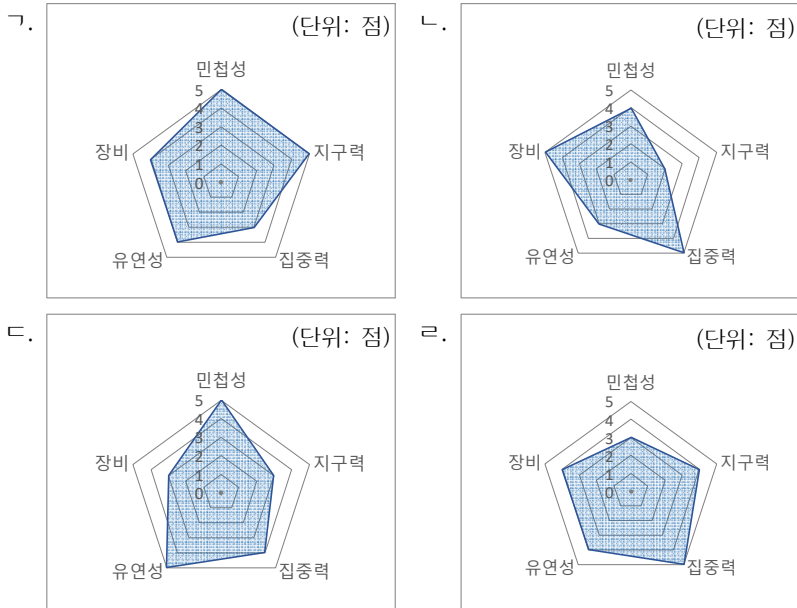 ㄱ. (단위: 점)
민첩성
5
4
3
2
1
0
장비 지구력
유연성 집중력
ㄴ. (단위: 점)
민첩성
5
4
3
2
1
0
장비 지구력
유연성 집중력
ㄷ. (단위: 점)
민첩성
5
4
3
2
1
0
장비 지구력
유연성 집중력
ㄹ. (단위: 점)
민첩성
5
4
3
2
1
0
장비 지구력
유연성 집중력